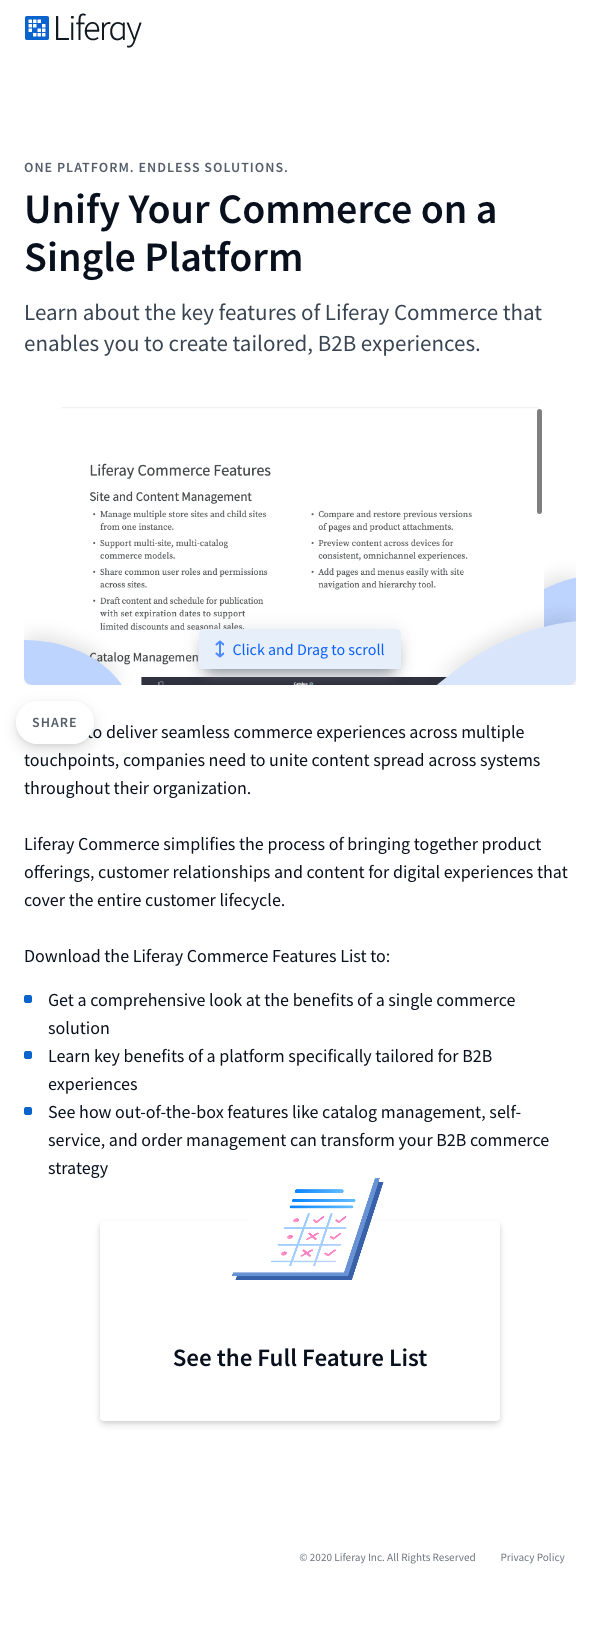 Liferay
ONE PLATFORM. ENDLESS SOLUTIONS.
Unify Your Commerce on a
Single Platform
Learn about the key features of Liferay Commerce that
enables you to create tailored, B2B experiences.
Liferay Commerce Features
Site and Content Management
• Manage multiple store sites and child sites
from one instance.
• Support multi-site, multi-catalog
commerce models.
• Share common user roles and permissions
across sites.
• Draft content and schedule for publication
with set expiration dates to support
limited discounts and seasonal sales.
• Compare and restore previous versions
of pages and product attachments.
• Preview content across devices for
consistent, omnichannel experiences.
• Add pages and menus easily with site
navigation and hierarchy tool.
Catalog Managemen
Click and Drag to scroll
SHARE
to deliver seamless commerce experiences across multiple
touchpoints, companies need to unite content spread across systems
throughout their organization.
Liferay Commerce simplifies the process of bringing together product
offerings, customer relationships and content for digital experiences that
cover the entire customer lifecycle.
Download the Liferay Commerce Features List to:
Get a comprehensive look at the benefits of a single commerce
solution
Learn key benefits of a platform specifically tailored for B2B
experiences
See how out-of-the-box features like catalog management, self-
service, and order management can transform your B2B commerce
strategy
See the Full Feature List
© 2020 Liferay Inc. All Rights Reserved Privacy Policy